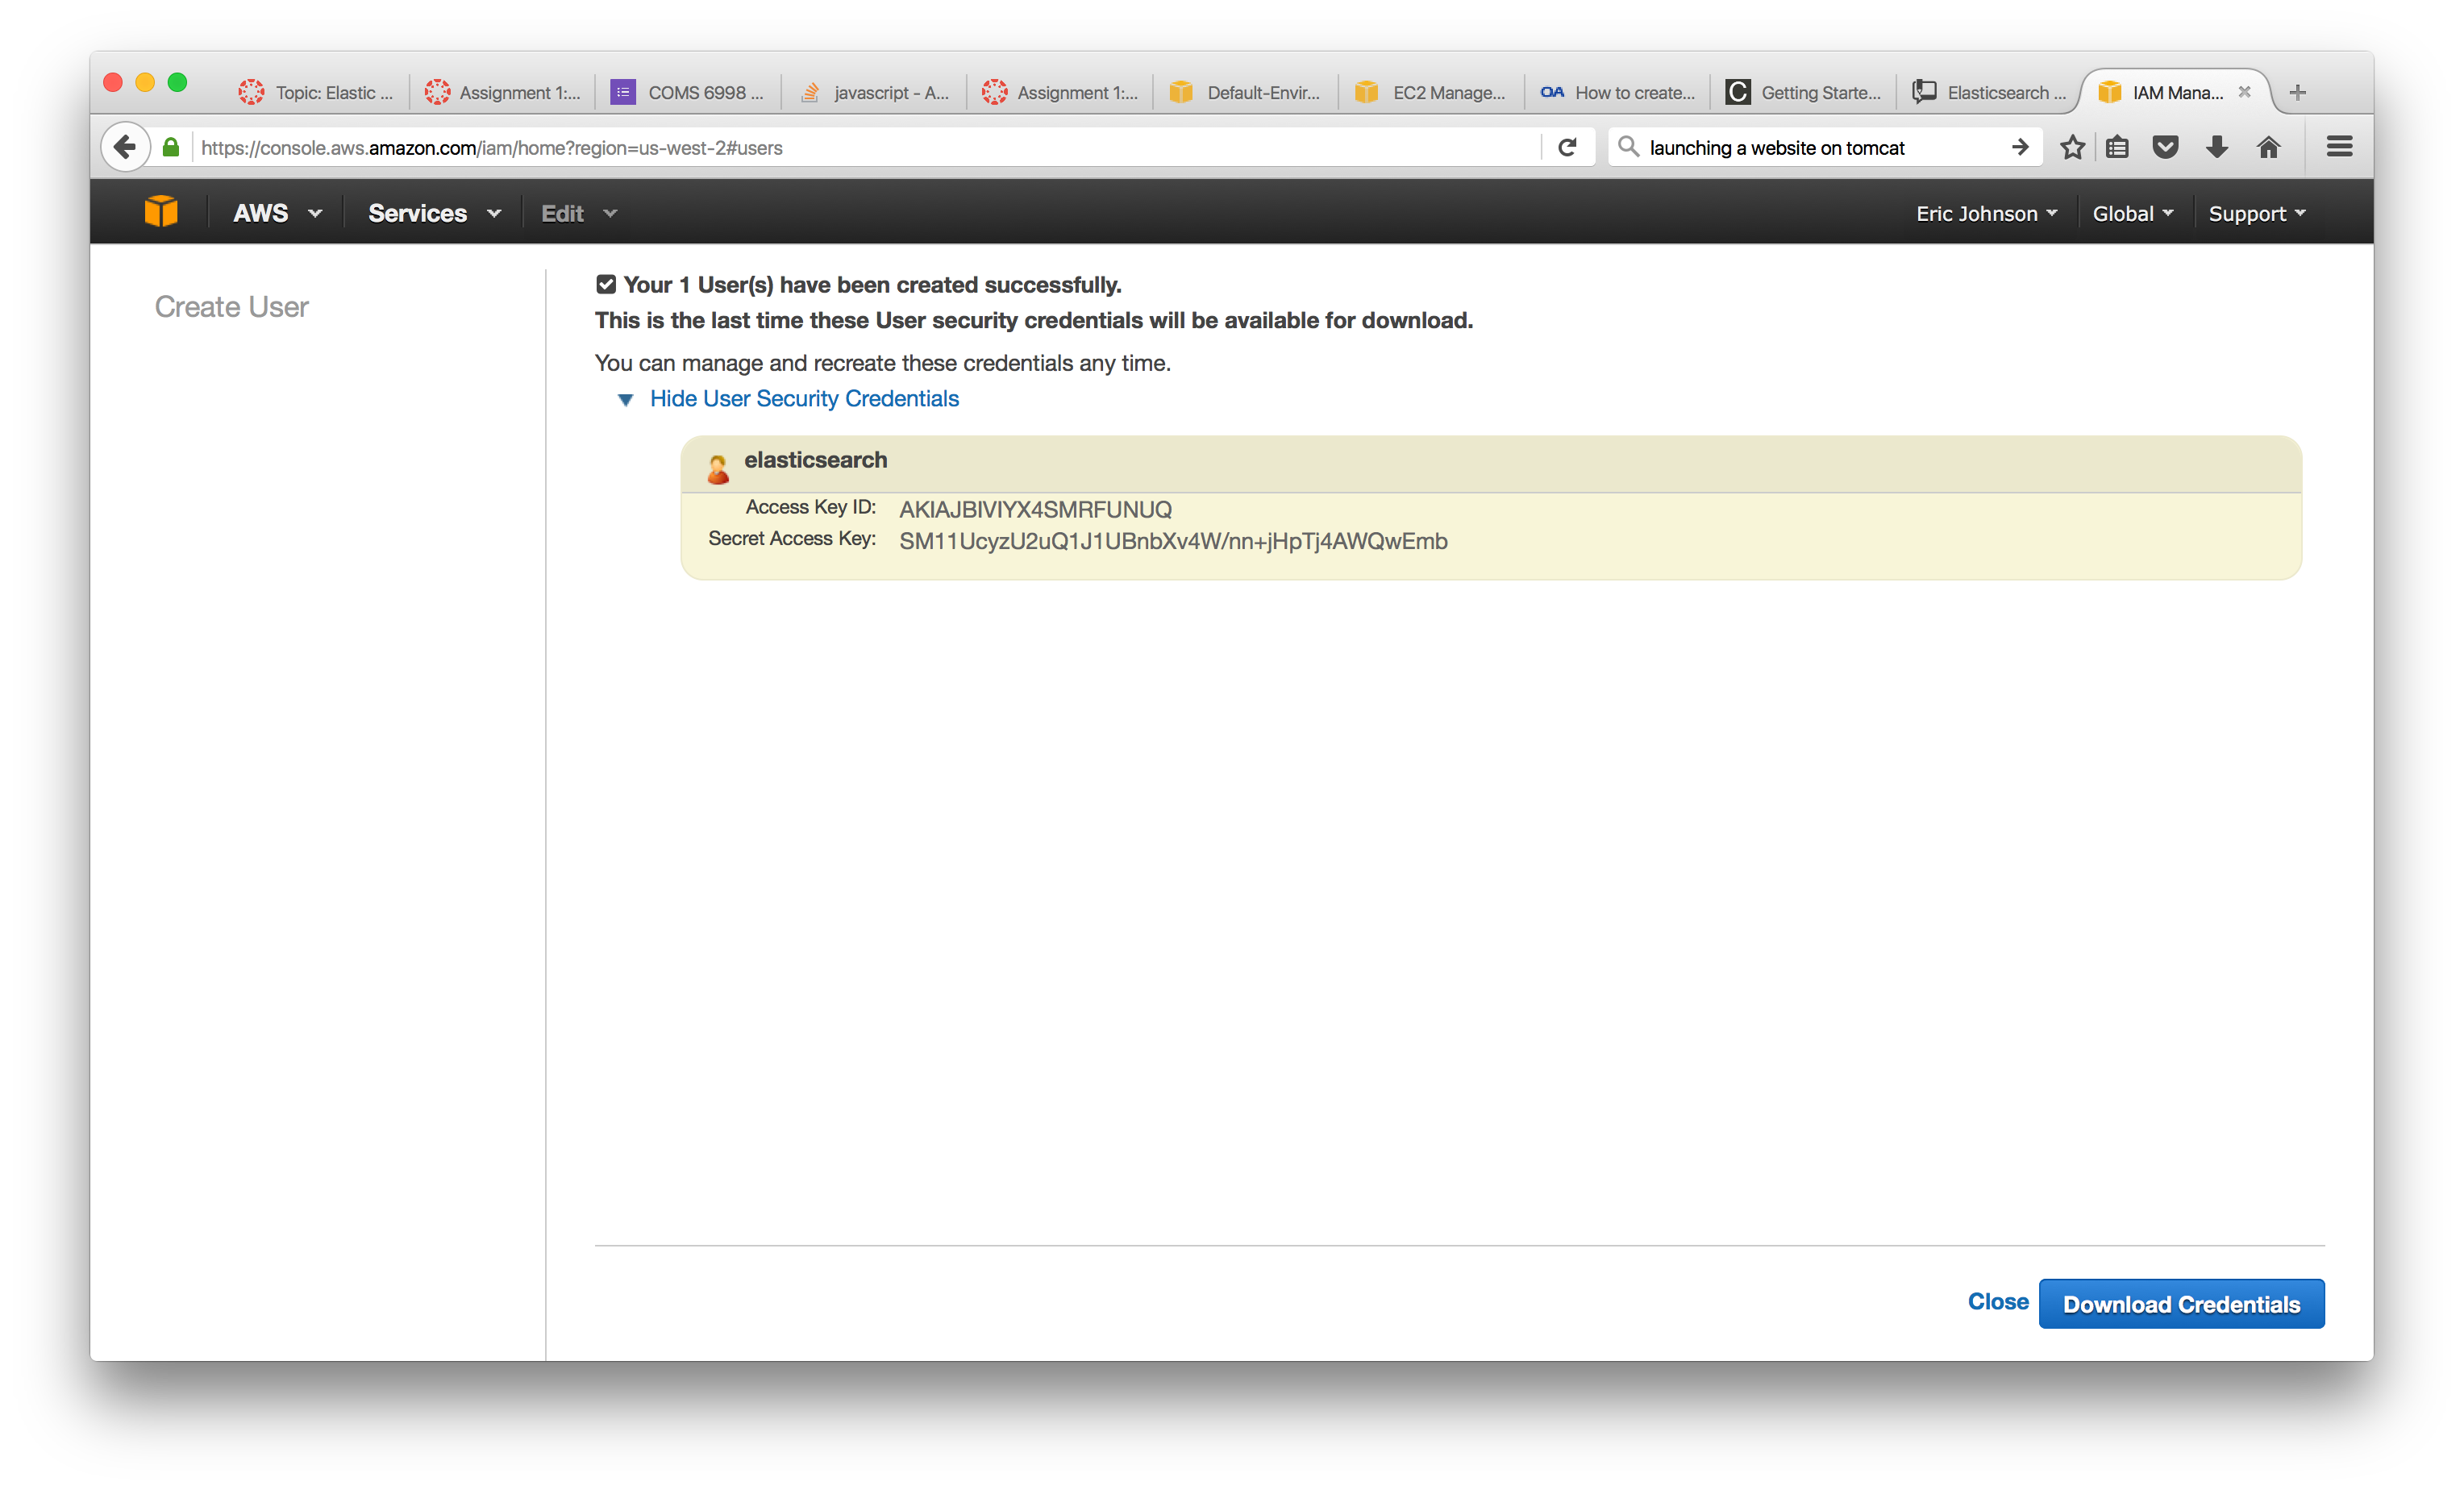 Topic: Elastic ...
Assignment 1:...
COMS 6998 ...
javascript - A...
Assignment 1:...
Default-Envir...
EC2 Manage...
OA How to create...
C Getting Starte...
Elasticsearch ...
IAM Mana...
https://console.aws.amazon.com/iam/home?region=us-west-2#users
launching a website on tomcat
AWS
Services
Edit
Eric Johnson
Global
Support
Create User
Your 1 User(s) have been created successfully.
This is the last time these User security credentials will be available for download.
You can manage and recreate these credentials any time.
Hide User Security Credentials
elasticsearch
Access Key ID: AKIAJBIVIYX4SMRFUNUQ
Secret Access Key: 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
Close
Download Credentials